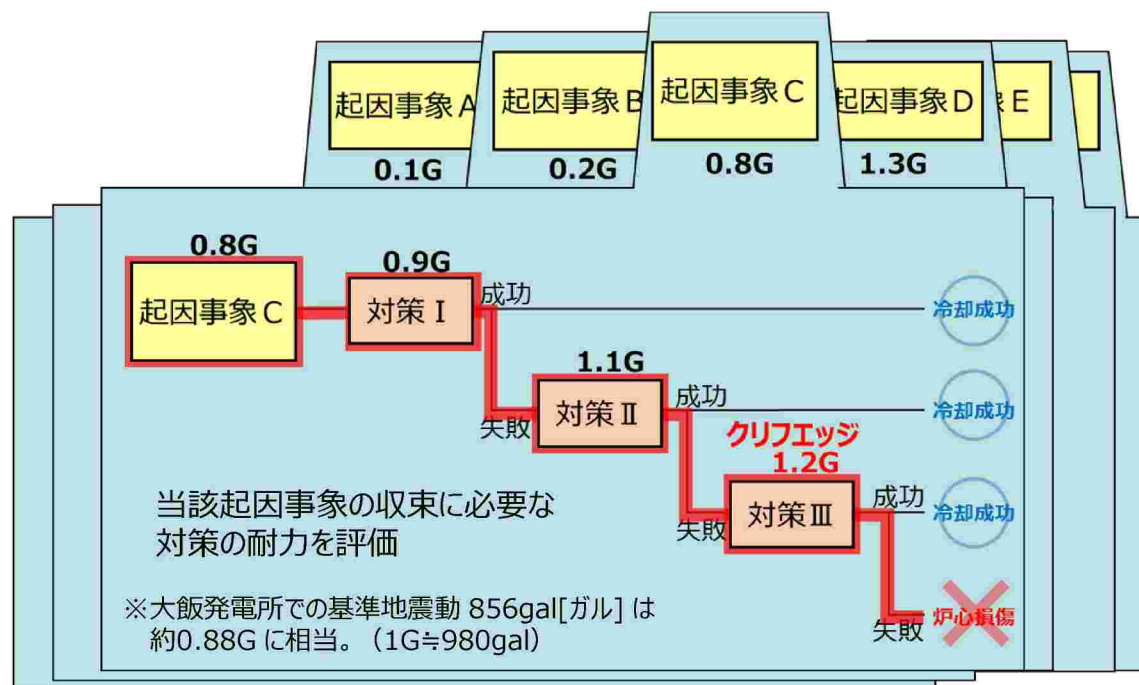 起因事象A
起因事象B
起因事象C
起因事象D
象E
0.1G
0.2G
0.8G
1.3G
0.8G
起因事象C
0.9G
対策Ⅰ
成功
冷却成功
失敗
1.1G
対策Ⅱ
成功
冷却成功
失敗
クリフエッジ
1.2G
対策Ⅲ
成功
冷却成功
失敗
炉心損傷
当該起因事象の収束に必要な
対策の耐力を評価
※大飯発電所での基準地震動 856gal[ガル] は
約0.88G に相当。（1G≒980gal）